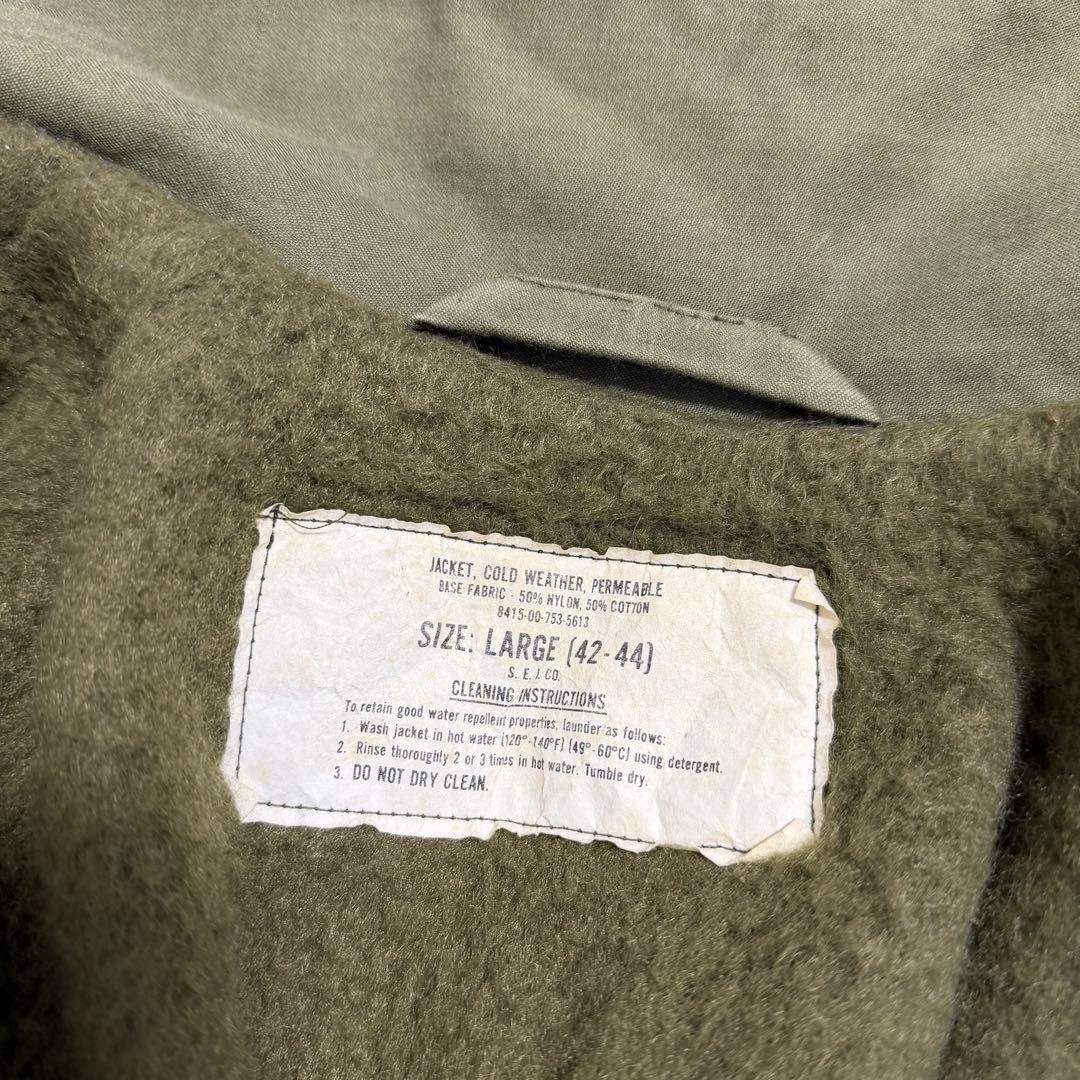 JACKET, COLD WEATHER, PERMEABLE
BASE FABRIC - 50% NYLON, 50% COTTON
8415-00-753-5613
SIZE: LARGE (42-44)
S. E. J. CO.
CLEANING INSTRUCTIONS
To retain good water repellent properties, launder as follows:
1. Wash jacket in hot water (120°-140°F) (49°-60°C) using detergent.
2. Rinse thoroughly 2 or 3 times in hot water. Tumble dry.
3. DO NOT DRY CLEAN.